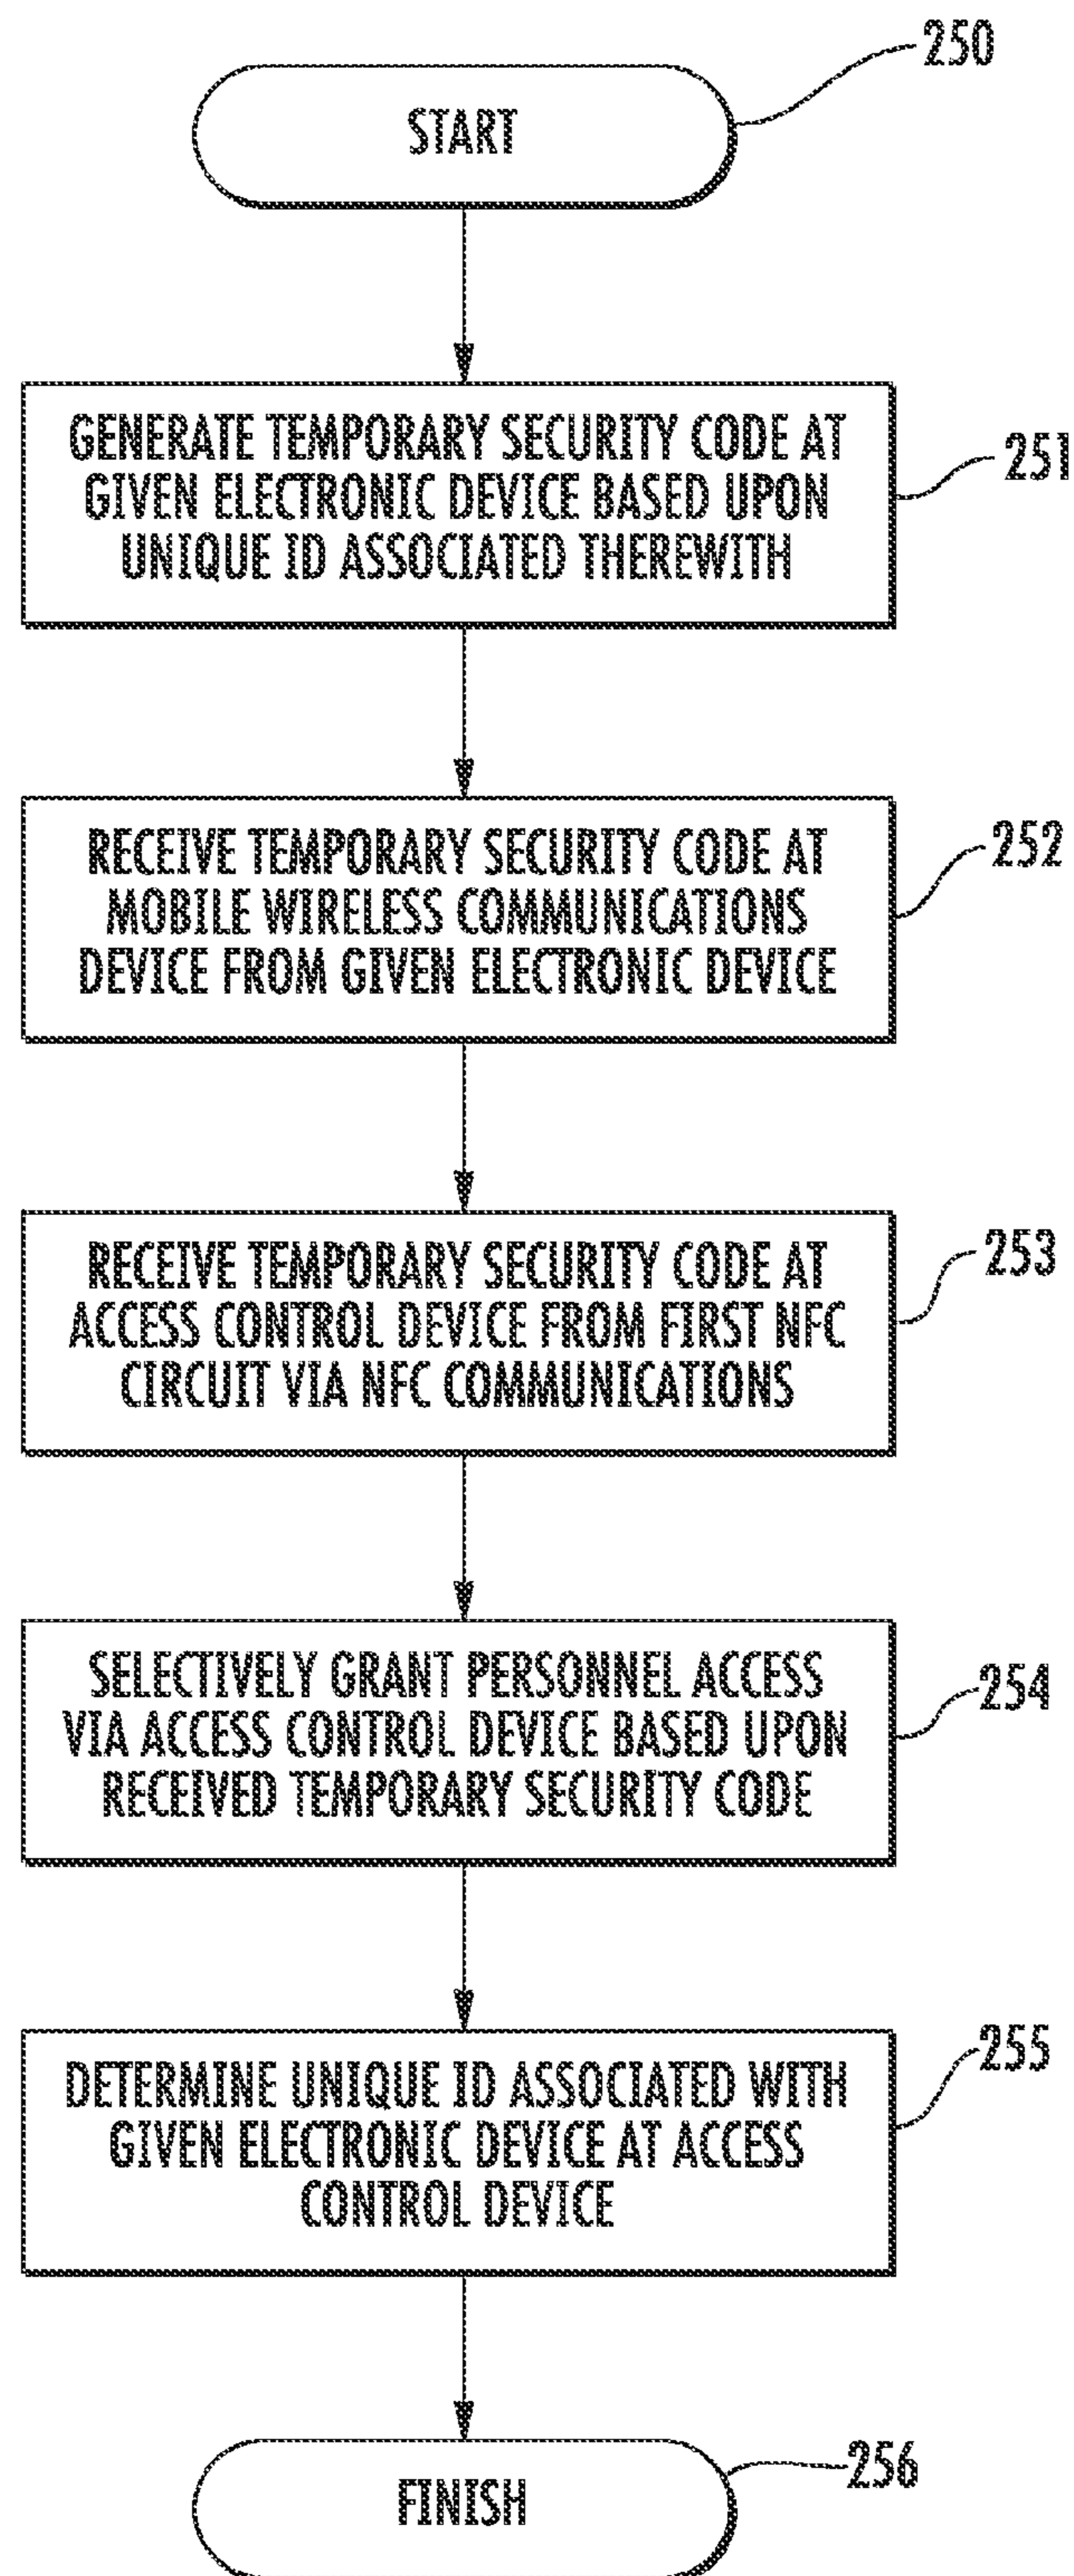 250
START
GENERATE TEMPORARY SECURITY CODE AT
GIVEN ELECTRONIC DEVICE BASED UPON
UNIQUE ID ASSOCIATED THEREWITH
251
RECEIVE TEMPORARY SECURITY CODE AT
MOBILE WIRELESS COMMUNICATIONS
DEVICE FROM GIVEN ELECTRONIC DEVICE
252
RECEIVE TEMPORARY SECURITY CODE AT
ACCESS CONTROL DEVICE FROM FIRST NFC
CIRCUIT VIA NFC COMMUNICATIONS
253
SELECTIVELY GRANT PERSONNEL ACCESS
VIA ACCESS CONTROL DEVICE BASED UPON
RECEIVED TEMPORARY SECURITY CODE
254
DETERMINE UNIQUE ID ASSOCIATED WITH
GIVEN ELECTRONIC DEVICE AT ACCESS
CONTROL DEVICE
255
FINISH
256